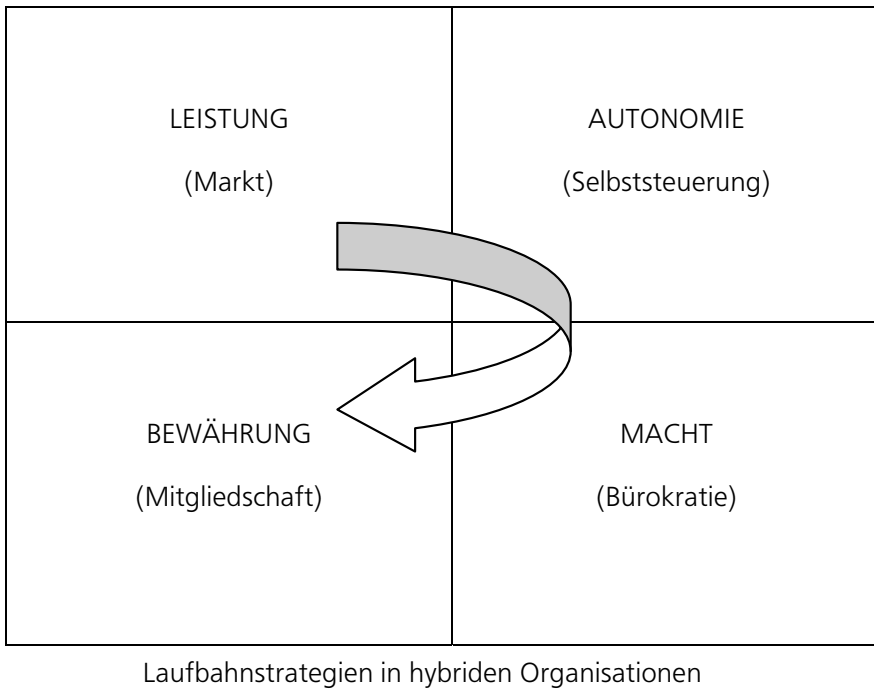 LEISTUNG
(Markt)
AUTONOMIE
(Selbststeuerung)
BEWÄHRUNG
(Mitgliedschaft)
MACHT
(Bürokratie)
Laufbahnstrategien in hybriden Organisationen